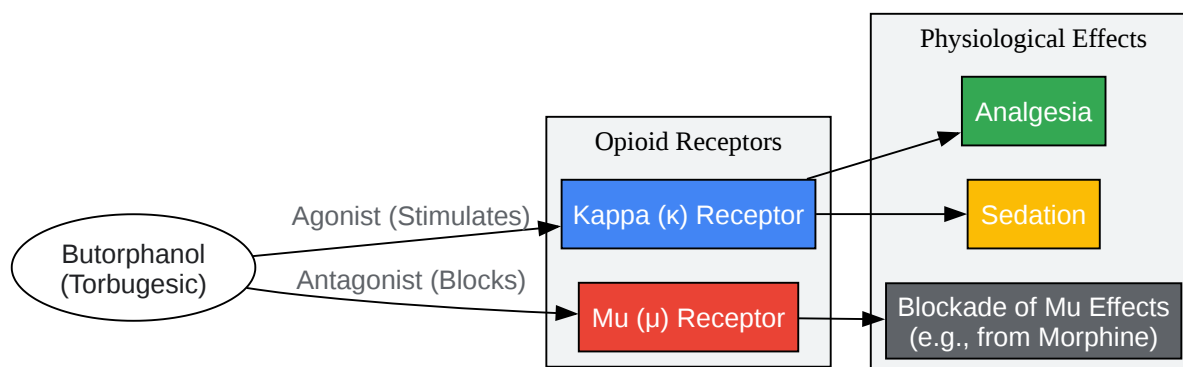 Physiological Effects
Analgesia
Opioid Receptors
Agonist (Stimulates)
Kappa (κ) Receptor
Sedation
Butorphanol
(Torbugesic)
Antagonist (Blocks)
Mu (μ) Receptor
Blockade of Mu Effects
(e.g., from Morphine)